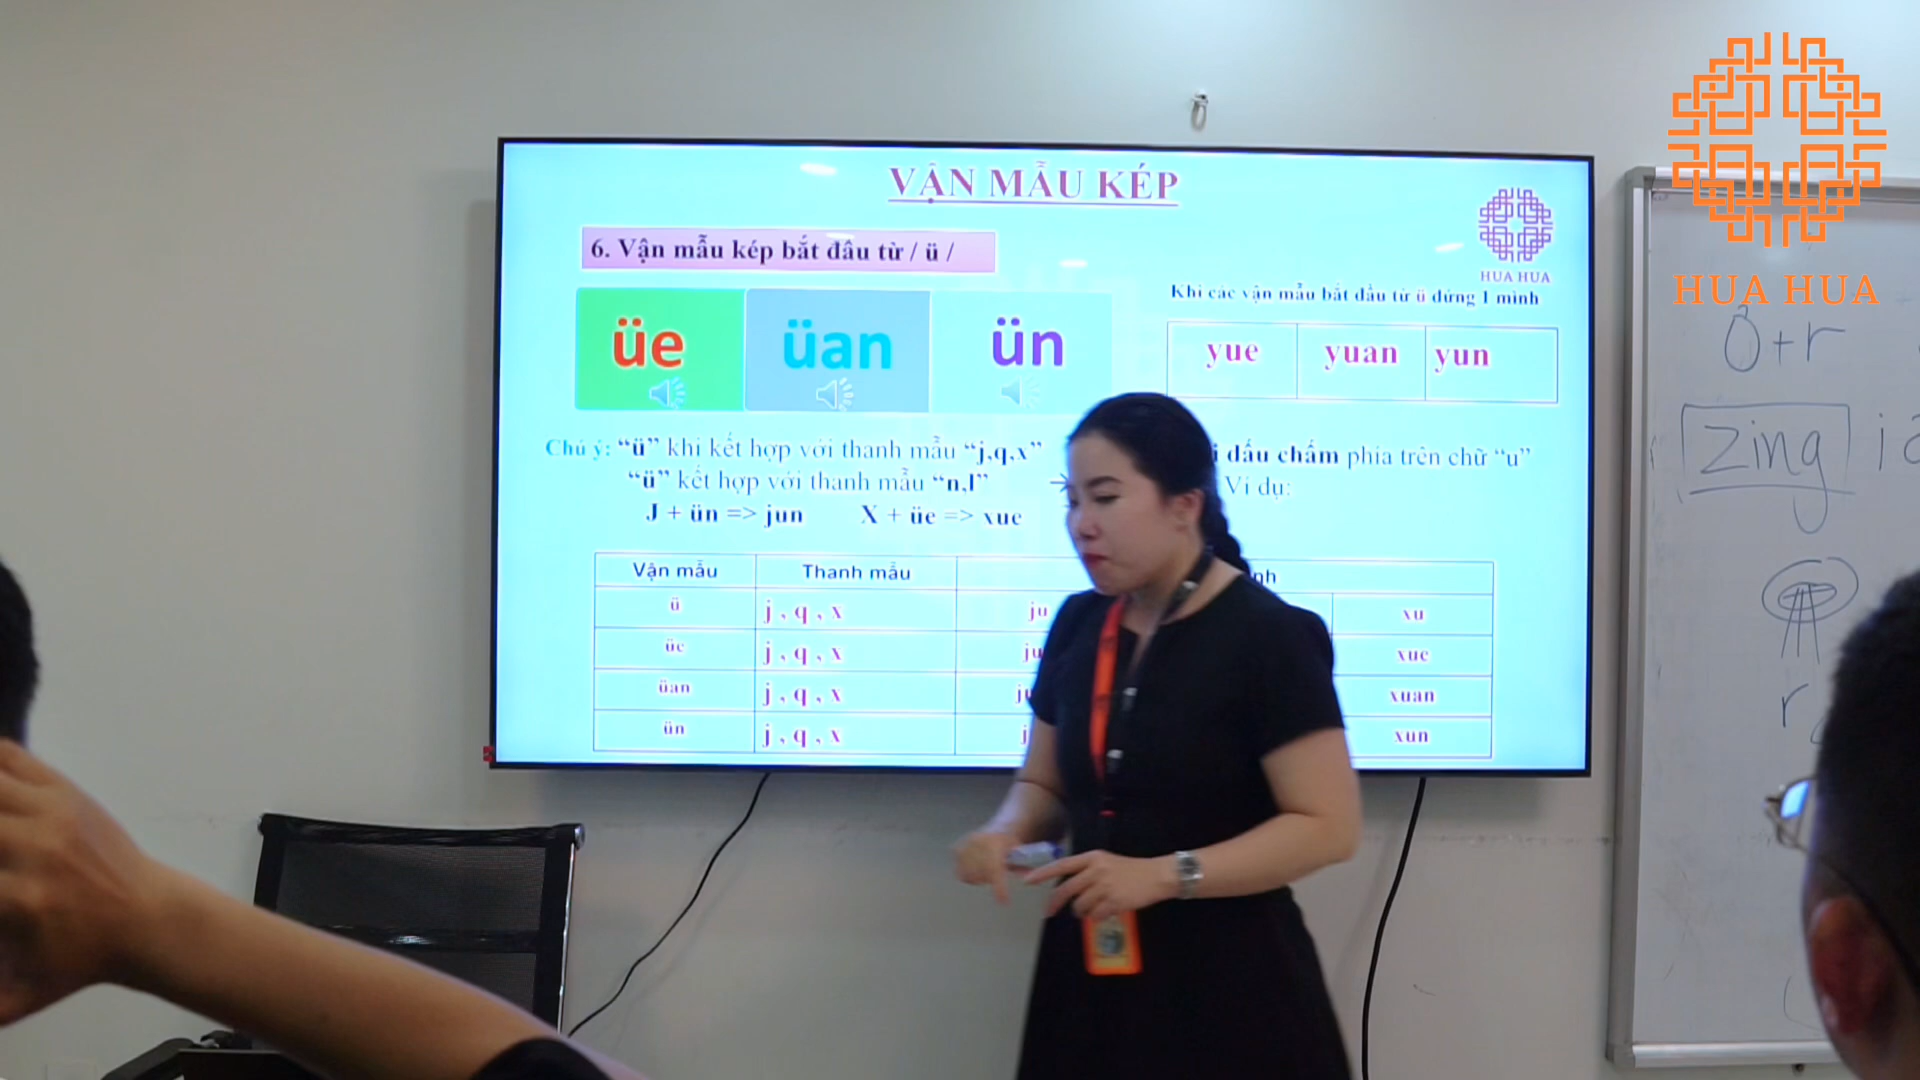 VẬN MẪU KÉP
HUA HUA
HUA HUA
6. Vận mẫu kép bắt đầu từ / ü /
Khi các vận mẫu bắt đầu từ ü đứng 1 mình
üe üan ün
yue yuan yun
Chú ý: “ü” khi kết hợp với thanh mẫu “j,q,x” dấu chấm phía trên chữ “u”
“ü” kết hợp với thanh mẫu “n,l” → Ví dụ:
J + ün => jun X + üe => xue
Vận mẫu Thanh mẫu
ü j , q , x ju xu
üe j , q , x xue
üan j , q , x xuan
ün j , q , x xun
ô+r
zing